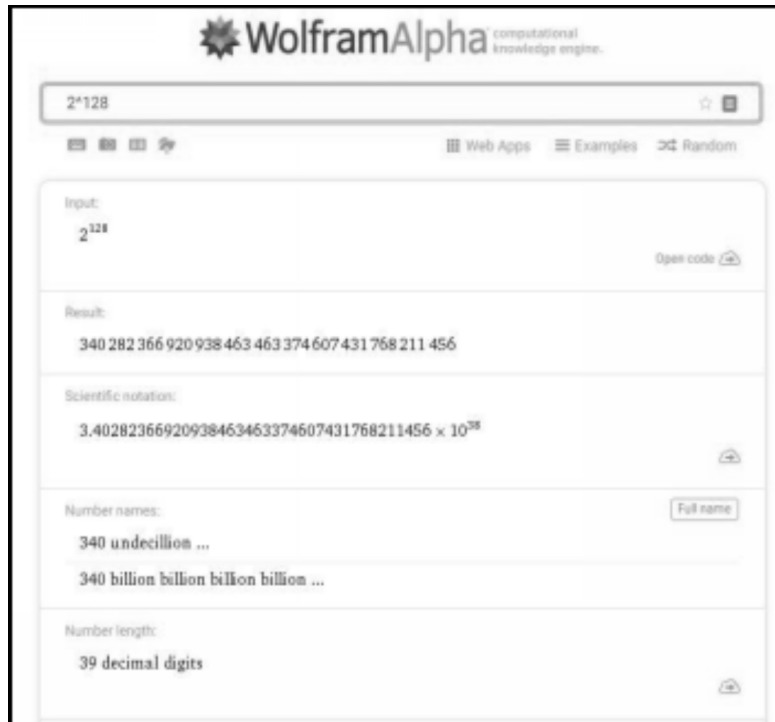 WolframAlpha computational
knowledge engine.
2^128
Web Apps Examples Random
Input:
2^128
Open code
Result:
340 282 366 920 938 463 463 374 607 431 768 211 456
Scientific notation:
3.40282366920938463463374607431768211456 × 10^38
Number names:
Full name
340 undecillion ...
340 billion billion billion billion ...
Number length:
39 decimal digits